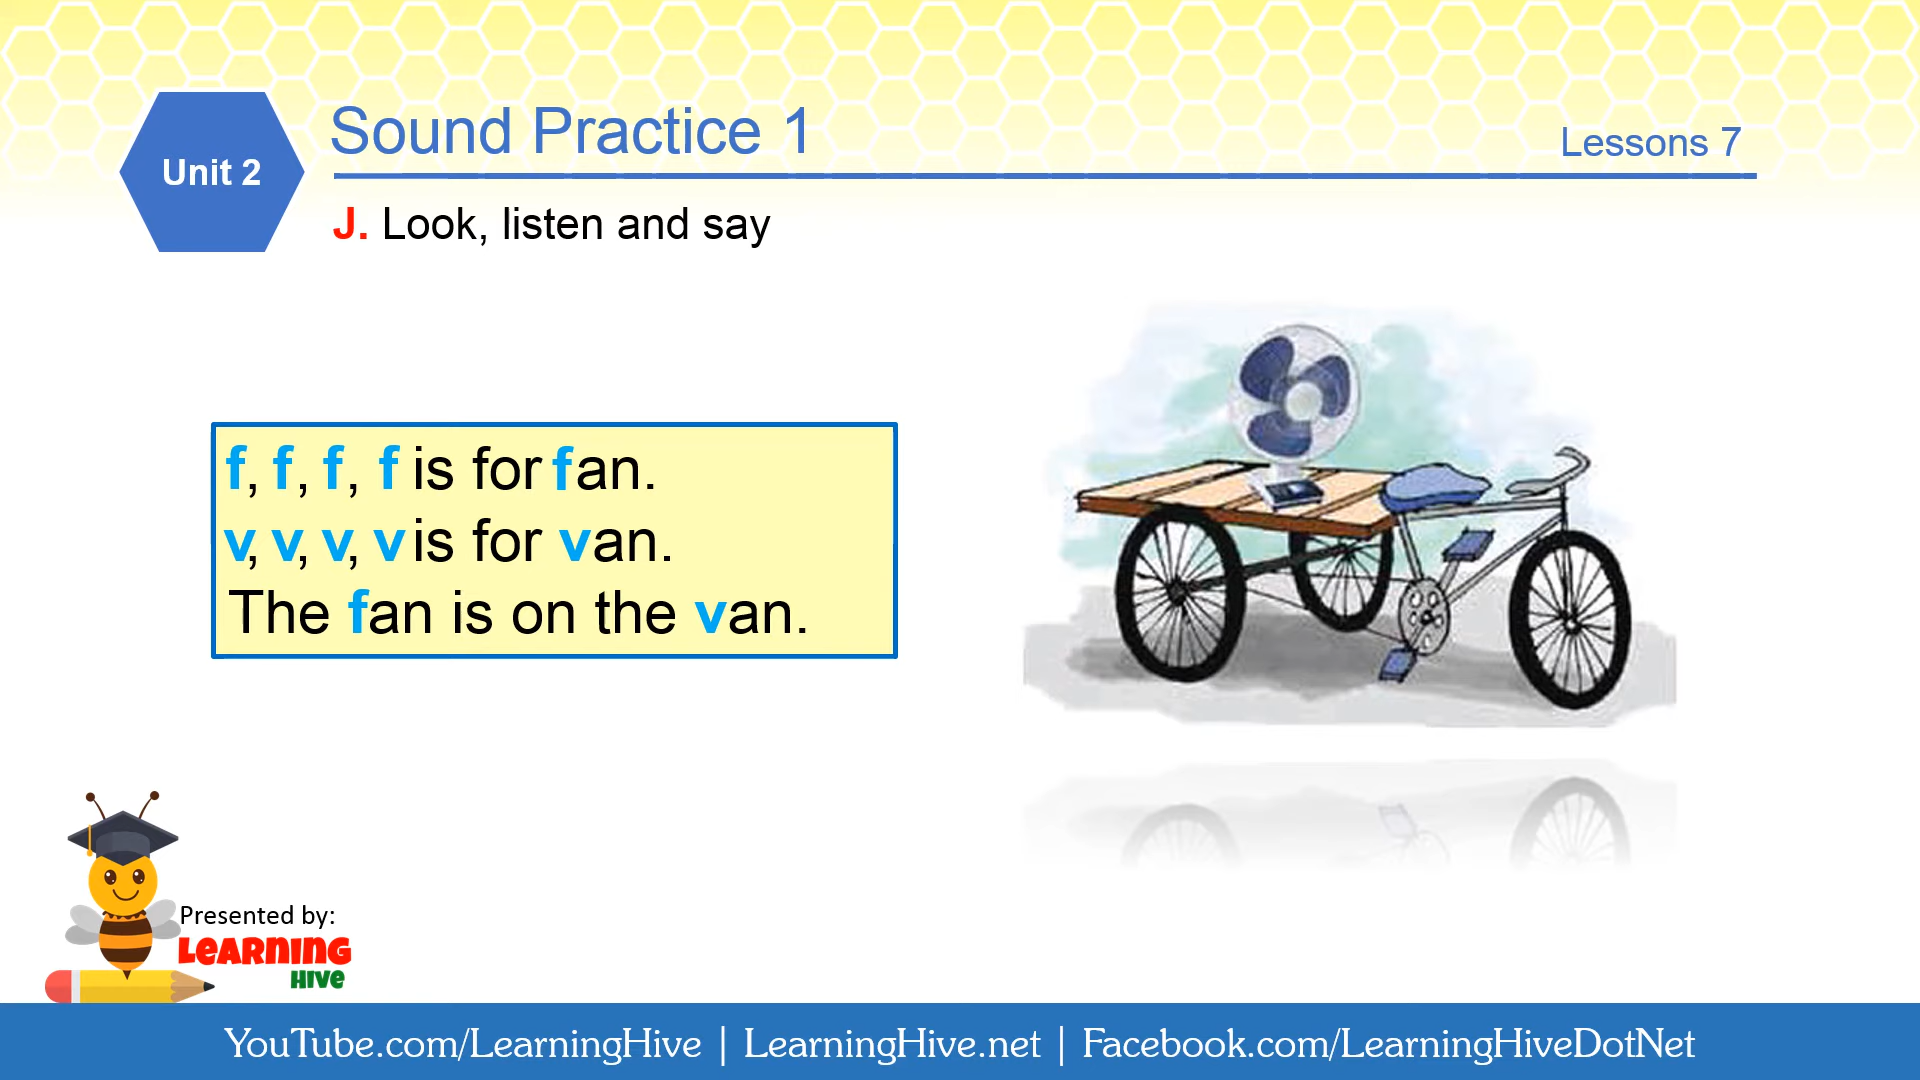 Unit 2
Sound Practice 1
Lessons 7
J. Look, listen and say
f, f, f, f is for fan.
v, v, v, v is for van.
The fan is on the van.
Presented by:
LeARNiNG
HiVe
YouTube.com/LearningHive | LearningHive.net | Facebook.com/LearningHiveDotNet